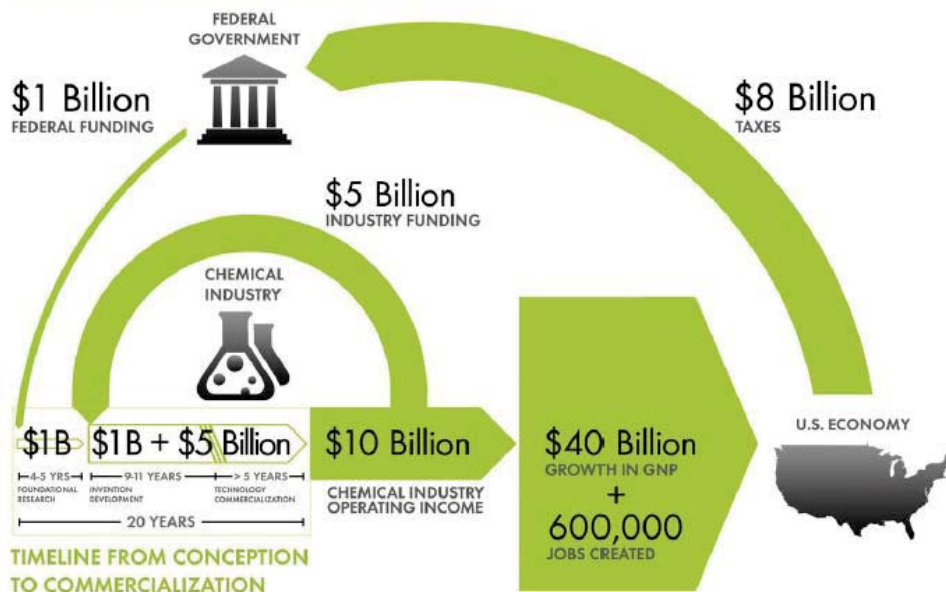 FEDERAL
GOVERNMENT
$1 Billion
FEDERAL FUNDING
$8 Billion
TAXES
$5 Billion
INDUSTRY FUNDING
CHEMICAL
INDUSTRY
$1B
$1B + $5 Billion
$10 Billion
CHEMICAL INDUSTRY
OPERATING INCOME
$40 Billion
GROWTH IN GNP
+
600,000
JOBS CREATED
U.S. ECONOMY
4-5 YRS
FOUNDATIONAL
RESEARCH
9-11 YEARS
INVENTION
DEVELOPMENT
> 5 YEARS
TECHNOLOGY
COMMERCIALIZATION
20 YEARS
TIMELINE FROM CONCEPTION
TO COMMERCIALIZATION